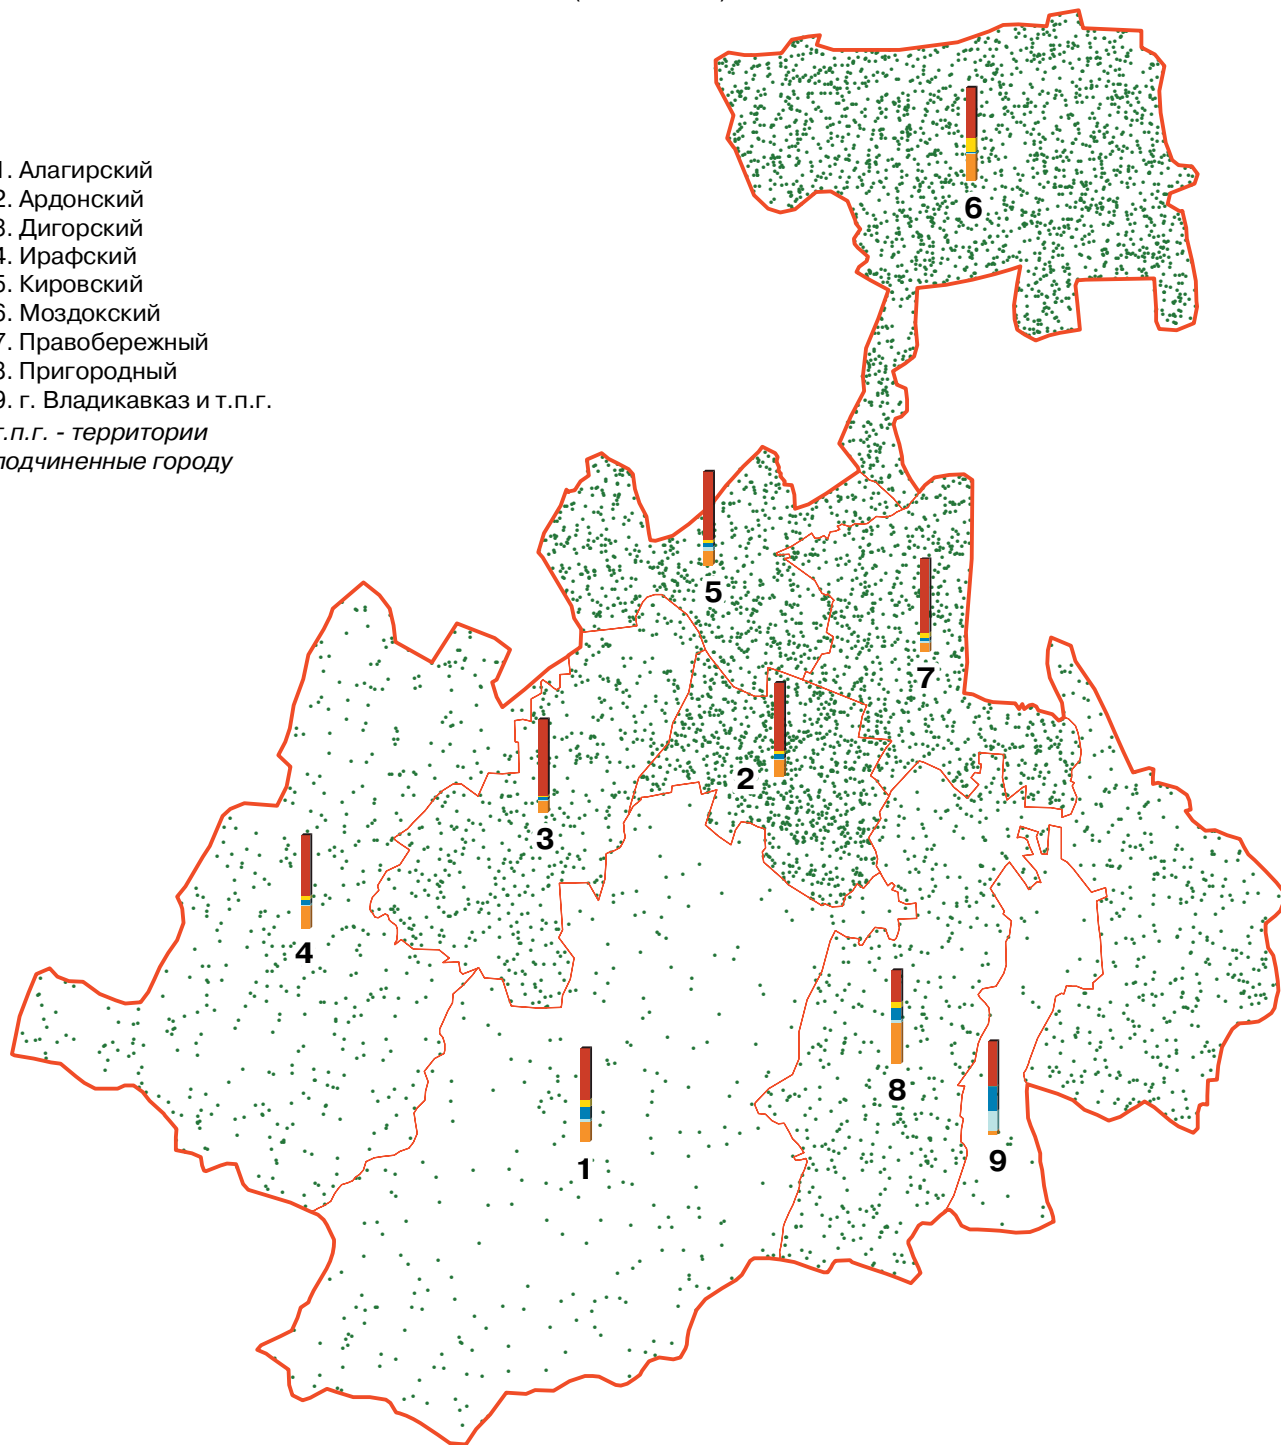 1. Алагирский
2. Ардонский
3. Дигорский
4. Ирафский
5. Кировский
6. Моздокский
7. Правобережный
8. Пригородный
9. г. Владикавказ и т.п.г.
т.п.г. - территории
подчиненные городу
6
5
7
2
3
4
8
1
9